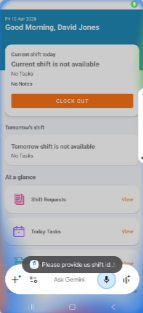 Fri 10 Apr 2026
Good Morning, David Jones
Current shift today
Current shift is not available
No Tasks
No Notes
CLOCK OUT
Tomorrow's shift
Tomorrow shift is not available
No Tasks
At a glance
Shift Requests
View
Today Tasks
View
Please provide us shift id..!
Ask Gemini